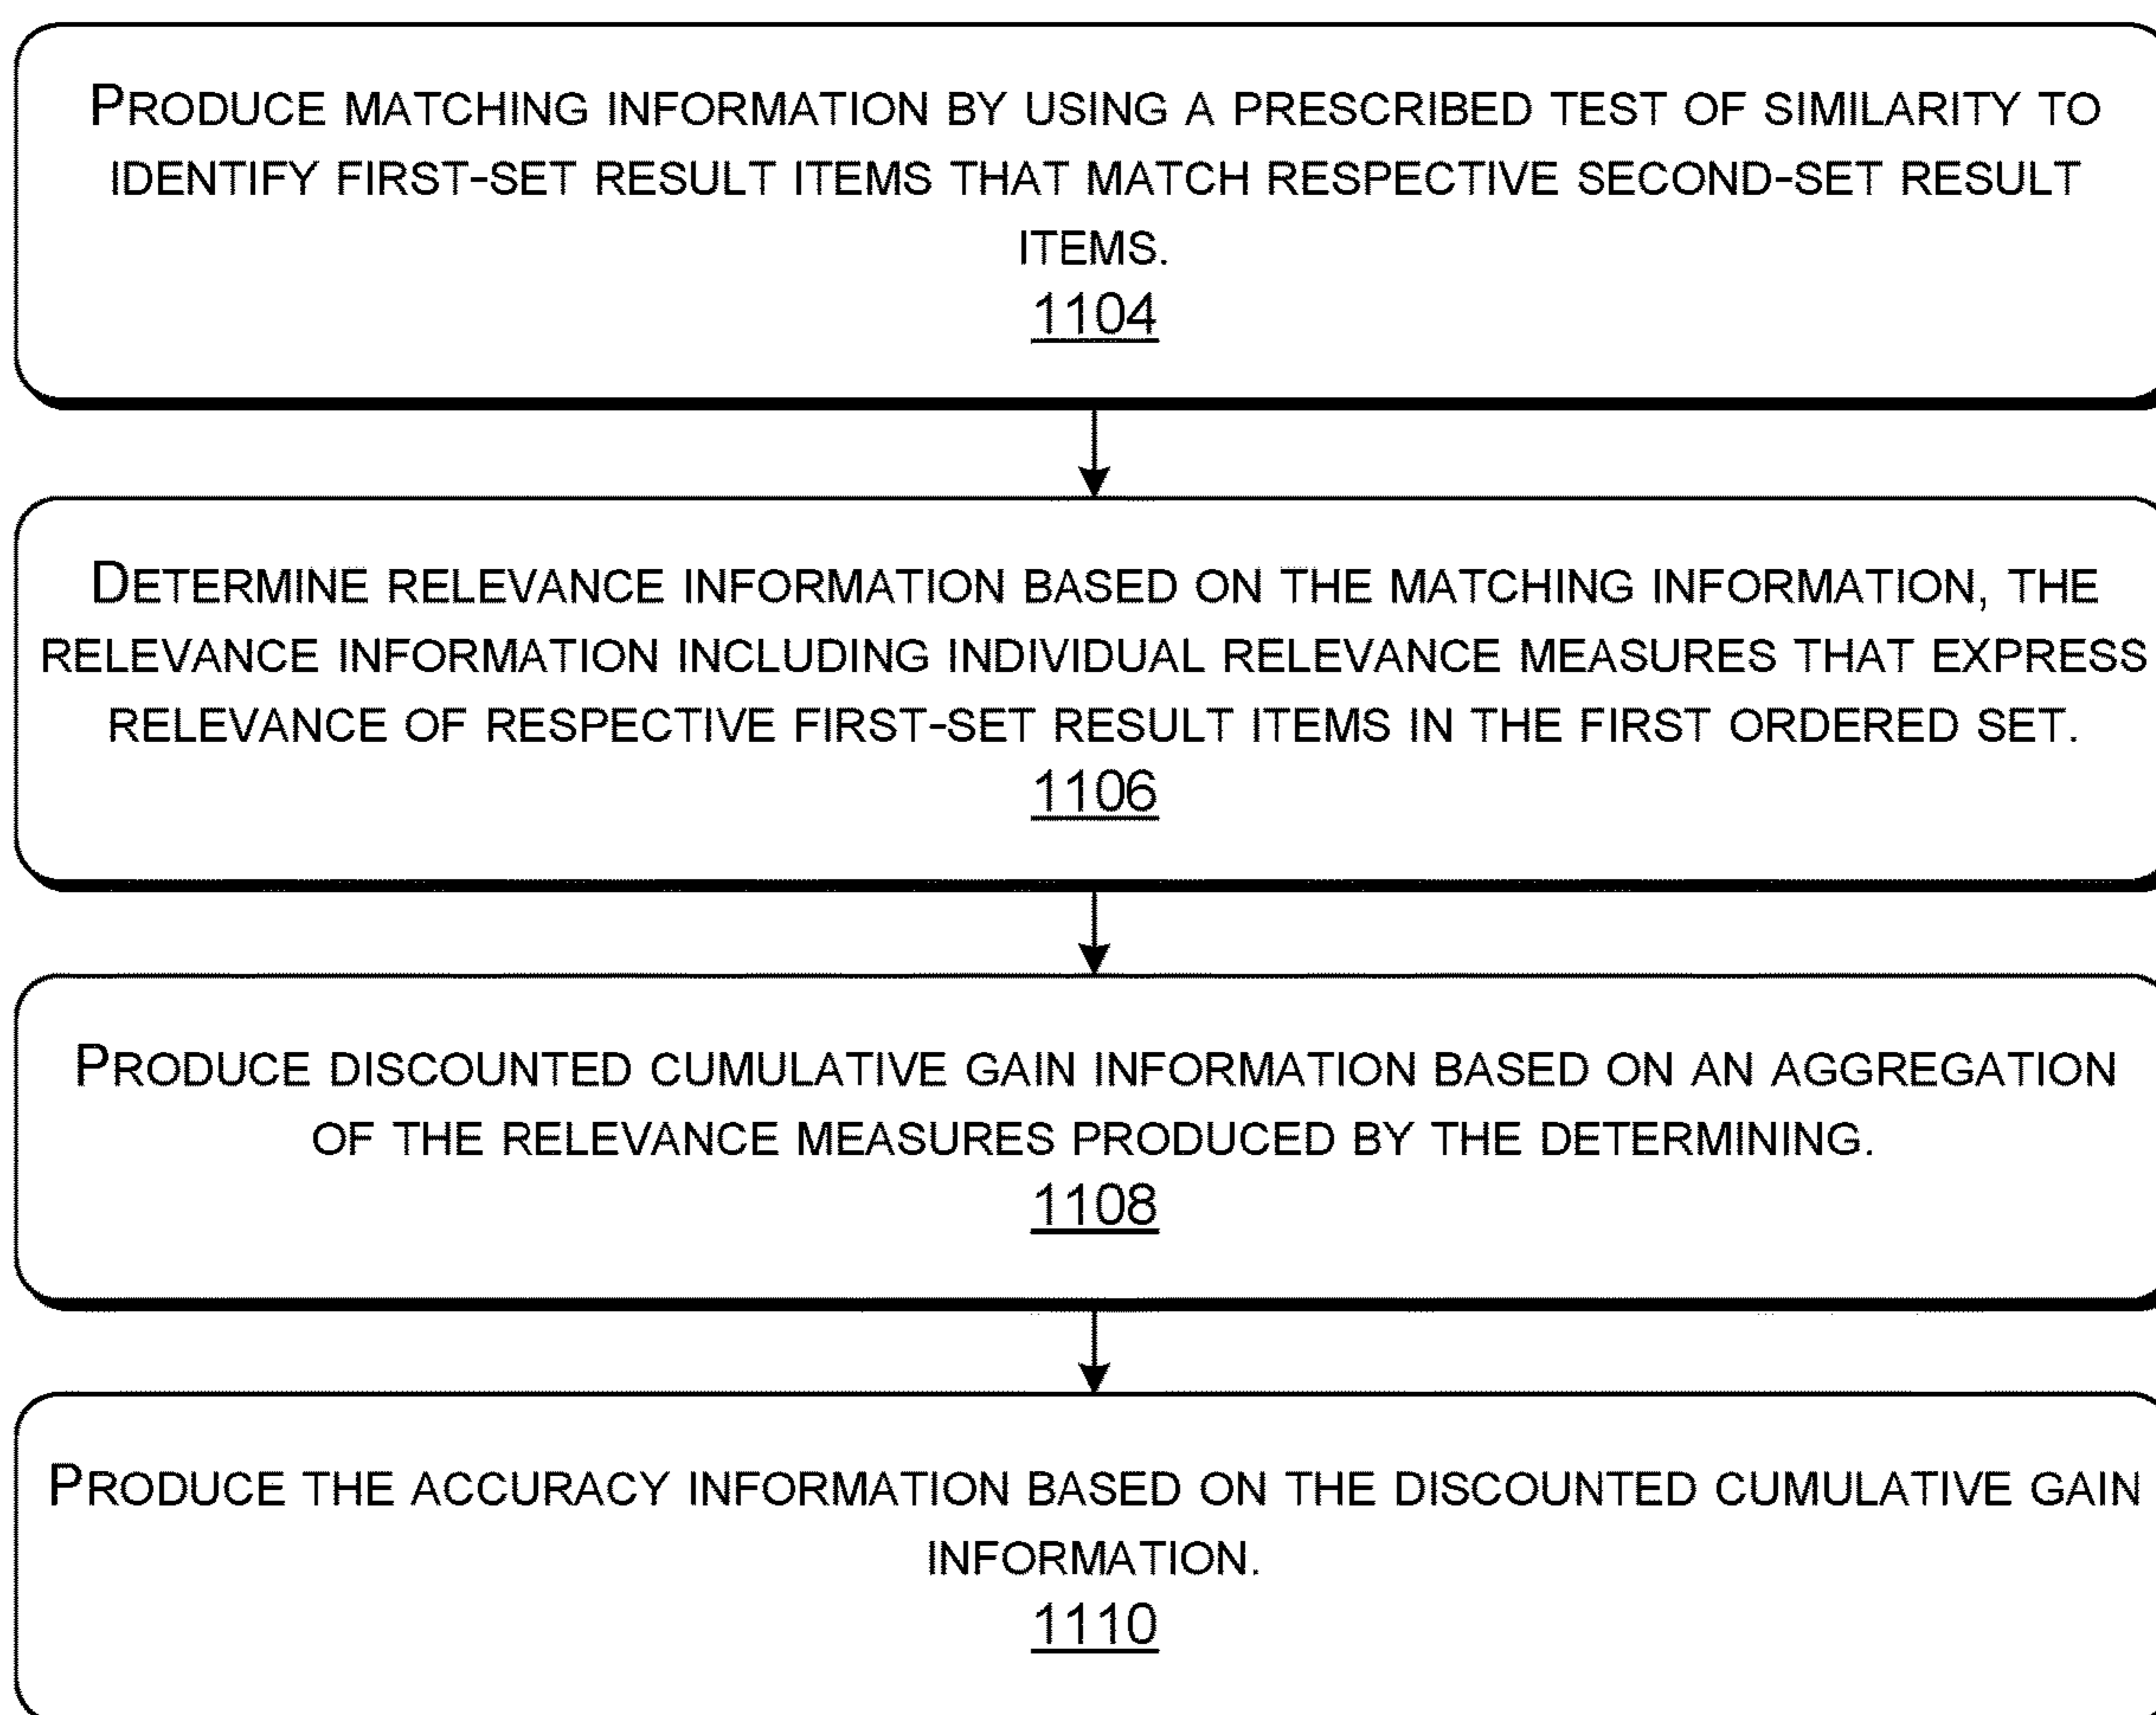 PRODUCE MATCHING INFORMATION BY USING A PRESCRIBED TEST OF SIMILARITY TO
IDENTIFY FIRST-SET RESULT ITEMS THAT MATCH RESPECTIVE SECOND-SET RESULT
ITEMS.
1104
DETERMINE RELEVANCE INFORMATION BASED ON THE MATCHING INFORMATION, THE
RELEVANCE INFORMATION INCLUDING INDIVIDUAL RELEVANCE MEASURES THAT EXPRESS
RELEVANCE OF RESPECTIVE FIRST-SET RESULT ITEMS IN THE FIRST ORDERED SET.
1106
PRODUCE DISCOUNTED CUMULATIVE GAIN INFORMATION BASED ON AN AGGREGATION
OF THE RELEVANCE MEASURES PRODUCED BY THE DETERMINING.
1108
PRODUCE THE ACCURACY INFORMATION BASED ON THE DISCOUNTED CUMULATIVE GAIN
INFORMATION.
1110